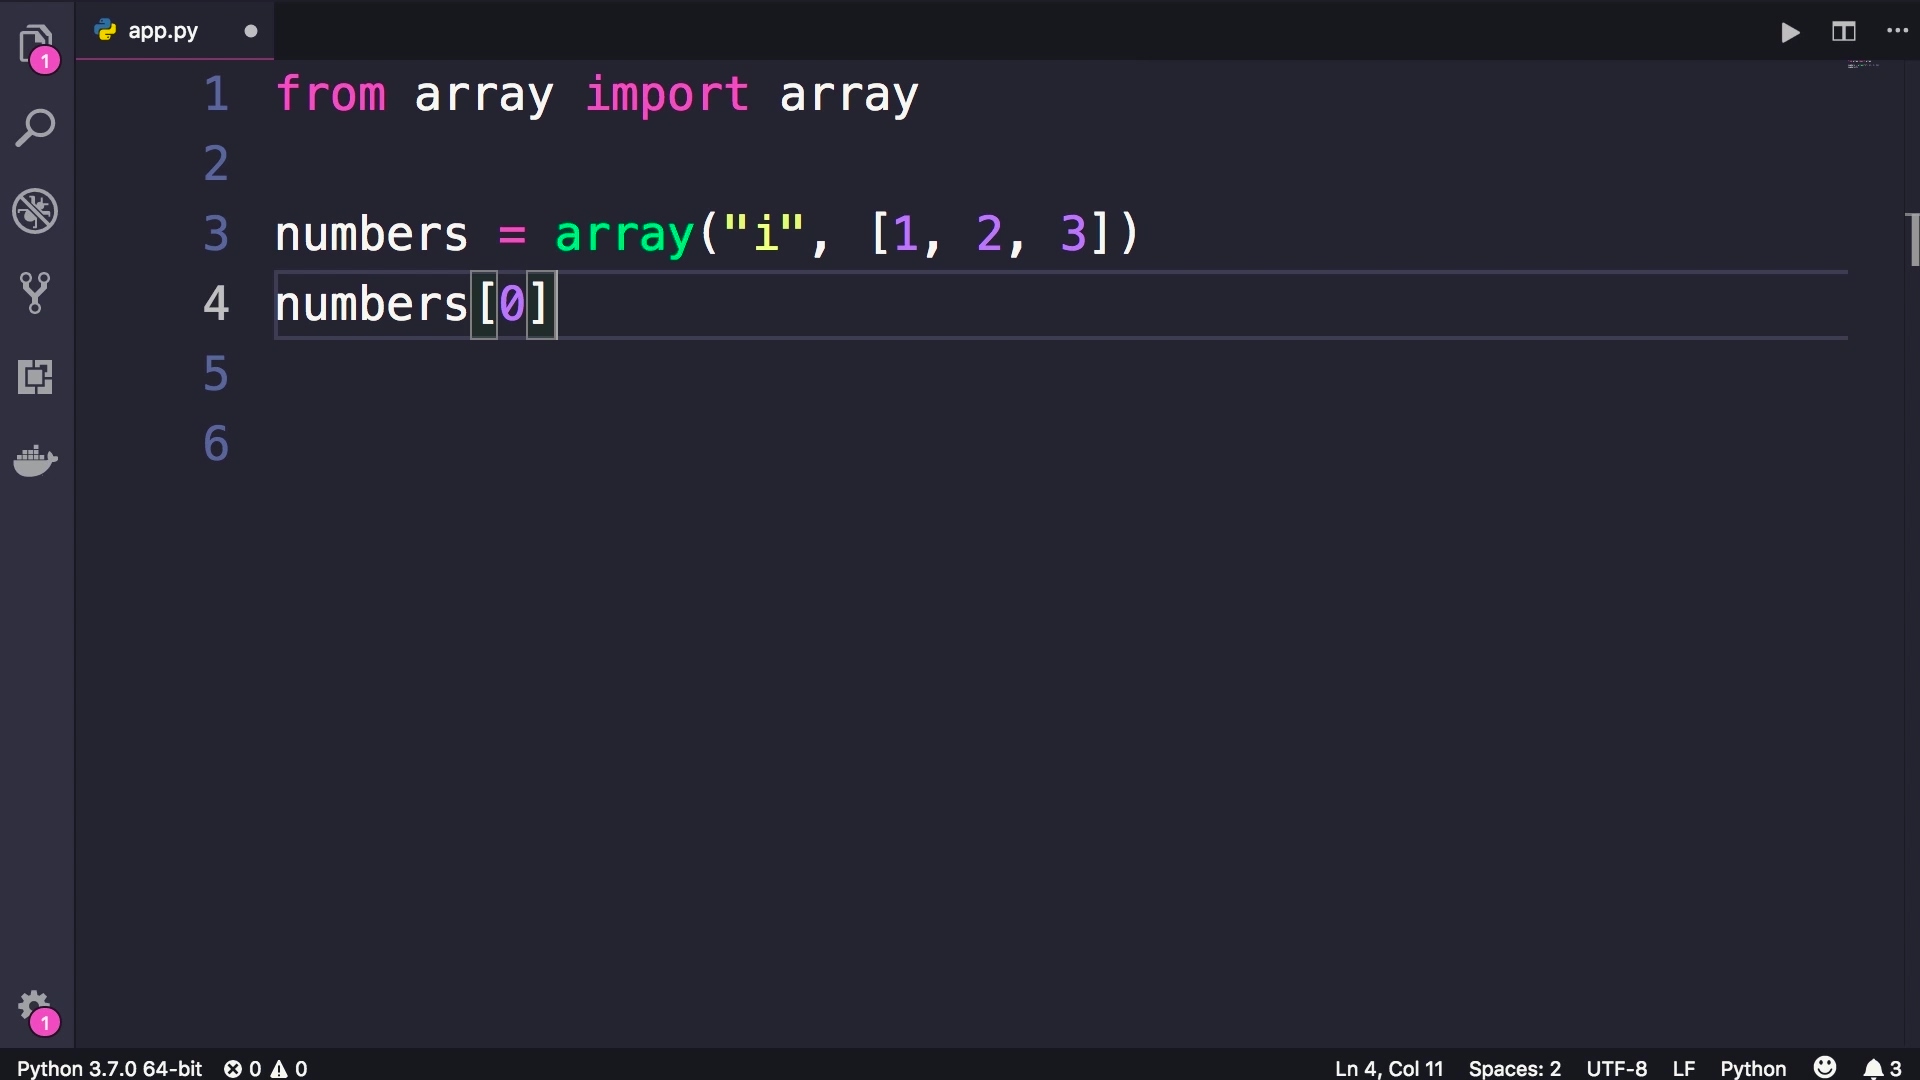 app.py
1
1 from array import array
2
3 numbers = array("i", [1, 2, 3])
4 numbers[0]
5
6
1
Python 3.7.0 64-bit 0 0 Ln 4, Col 11 Spaces: 2 UTF-8 LF Python 3